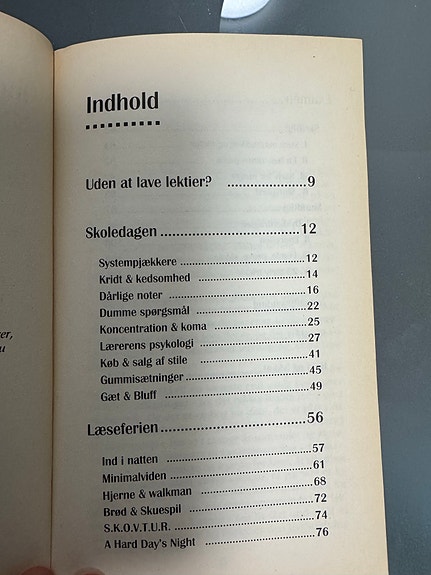 er,
u
Indhold
Uden at lave lektier? ..................... 9
Skoledagen ..................................... 12
Systempjækkere ..................................... 12
Kridt & kedsomhed ..................................... 14
Dårlige noter ..................................... 16
Dumme spørgsmål ..................................... 22
Koncentration & koma ..................................... 25
Lærerens psykologi ..................................... 27
Køb & salg af stile ..................................... 41
Gummisætninger ..................................... 45
Gæt & Bluff ..................................... 49
Læseferien ..................................... 56
Ind i natten ..................................... 57
Minimalviden ..................................... 61
Hjerne & walkman ..................................... 68
Brød & Skuespil ..................................... 72
S.K.O.V.T.U.R. ..................................... 74
A Hard Day's Night ..................................... 76